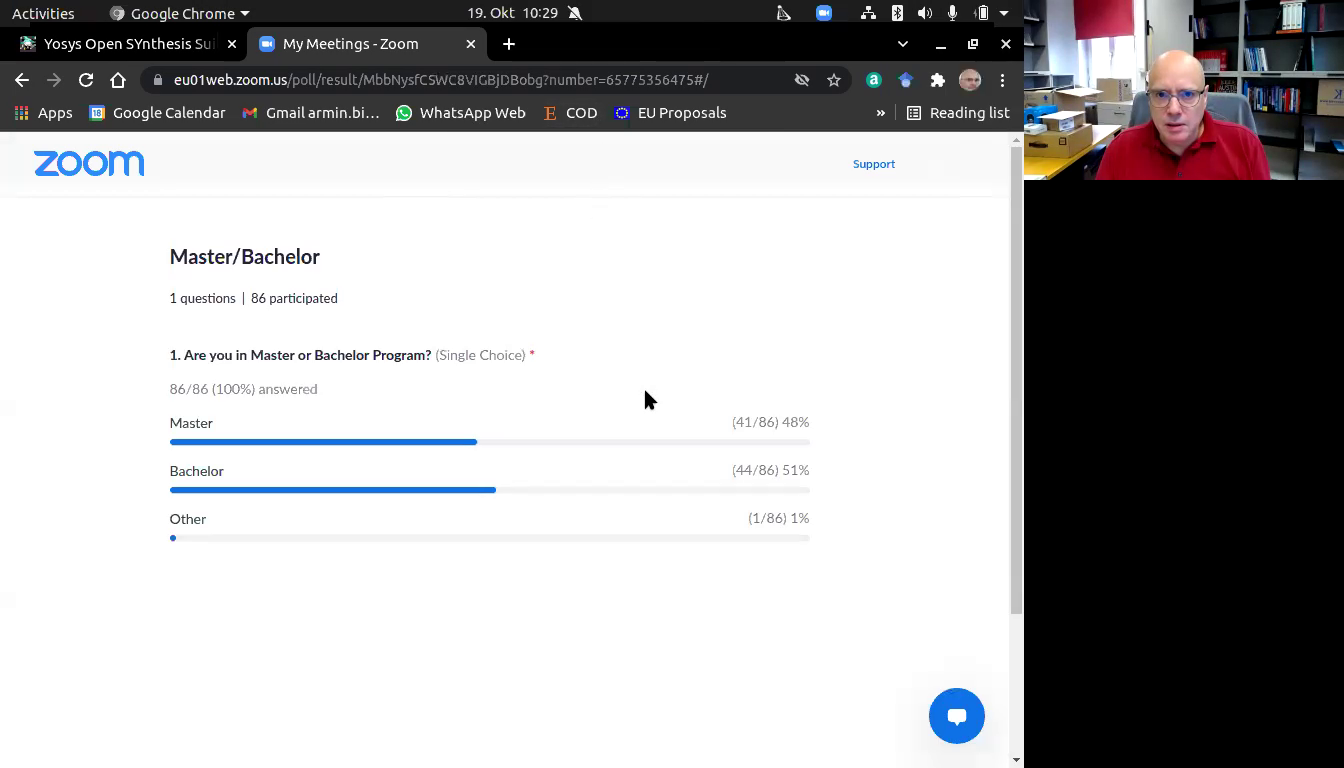 Activities Google Chrome 19. Okt 10:29
Yosys Open SYnthesis Sui My Meetings - Zoom
eu01web.zoom.us/poll/result/MbbNysfCSWC8VIGBjDBobg?number=65775356475#/
Apps Google Calendar Gmail armin.bi... WhatsApp Web COD EU Proposals » Reading list
zoom Support
Master/Bachelor
1 questions | 86 participated
1. Are you in Master or Bachelor Program? (Single Choice) *
86/86 (100%) answered
Master (41/86) 48%
Bachelor (44/86) 51%
Other (1/86) 1%